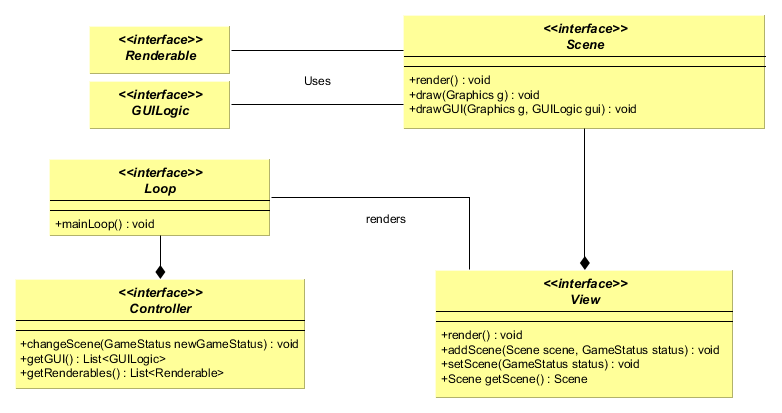 <<interface>>
Renderable
<<interface>>
GUILogic
Uses
<<interface>>
Scene
+render() : void
+draw(Graphics g) : void
+drawGUI(Graphics g, GUILogic gui) : void
<<interface>>
Loop
+mainLoop() : void
renders
<<interface>>
Controller
+changeScene(GameStatus newGameStatus) : void
+getGUI() : List<GUILogic>
+getRenderables() : List<Renderable>
<<interface>>
View
+render() : void
+addScene(Scene scene, GameStatus status) : void
+setScene(GameStatus status) : void
+Scene getScene() : Scene